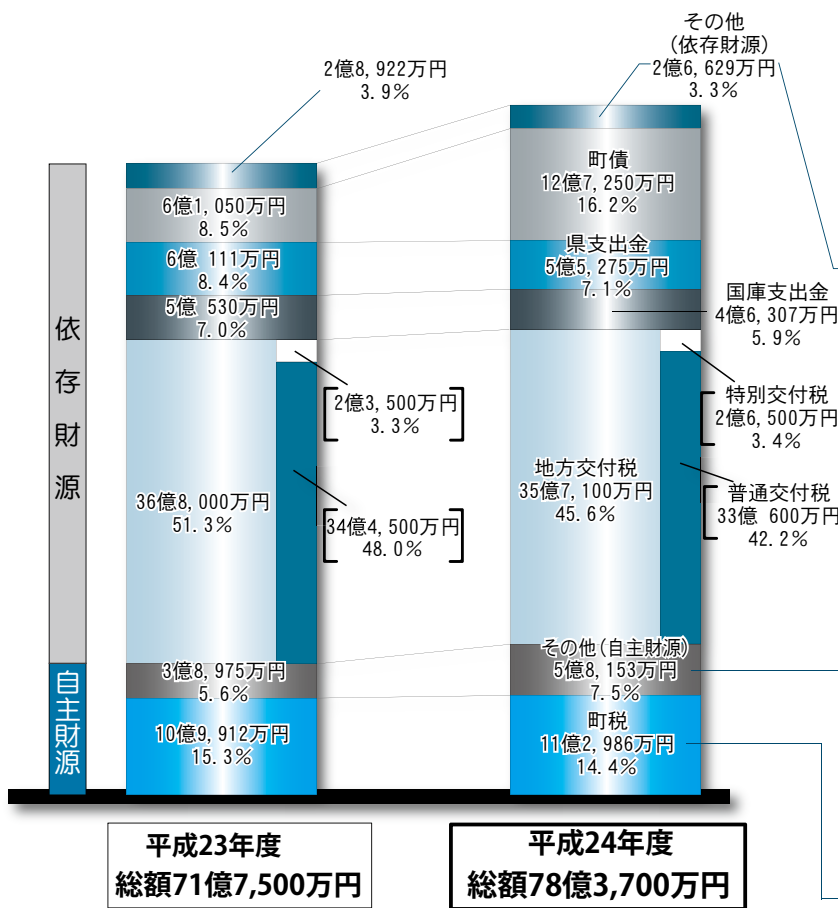 その他
(依存財源)
2億6,629万円
3.3%
2億8,922万円
3.9%
町債
12億7,250万円
16.2%
6億1,050万円
8.5%
県支出金
5億5,275万円
7.1%
6億 111万円
8.4%
国庫支出金
4億6,307万円
5.9%
5億 530万円
7.0%
依存財源
2億3,500万円
3.3%
特別交付税
2億6,500万円
3.4%
地方交付税
35億7,100万円
45.6%
36億8,000万円
51.3%
34億4,500万円
48.0%
普通交付税
33億 600万円
42.2%
その他(自主財源)
5億8,153万円
7.5%
3億8,975万円
5.6%
自主財源
町税
11億2,986万円
14.4%
10億9,912万円
15.3%
平成23年度
総額71億7,500万円
平成24年度
総額78億3,700万円